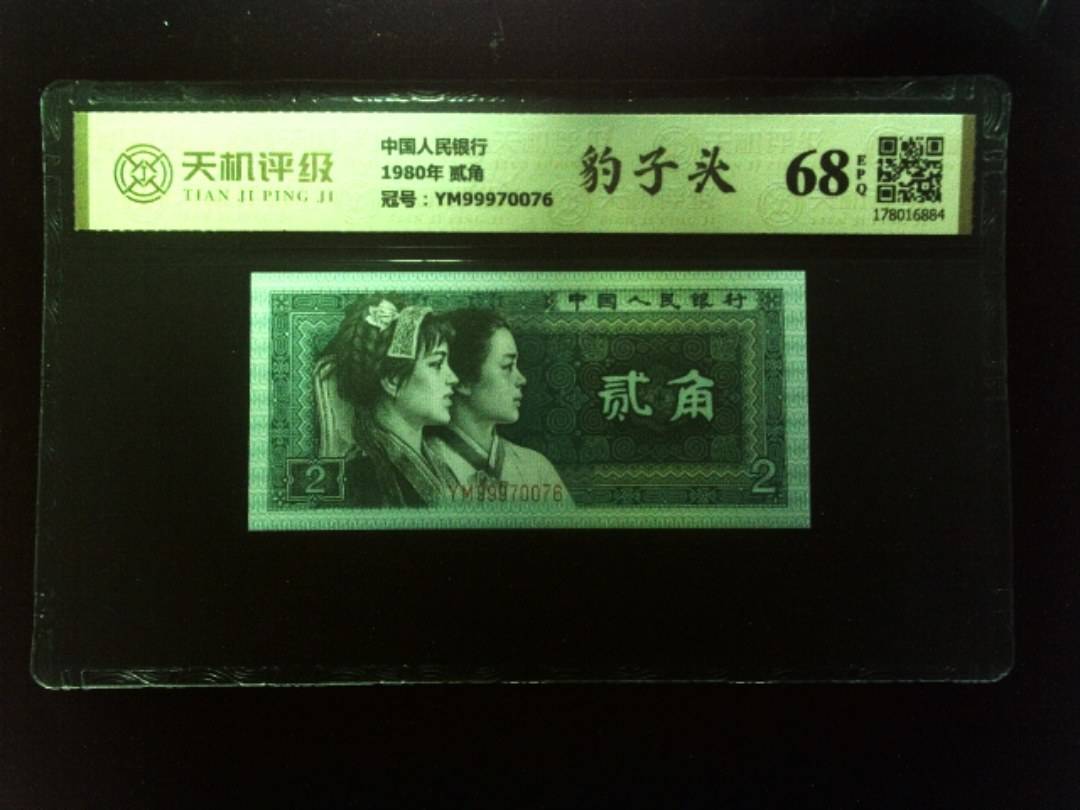 天机评级
TIAN JI PING JI
中国人民银行
1980年 贰角
冠号：YM99970076
豹子头
68
EPQ
178016884
中国人民银行
贰角
2
2
YM99970076